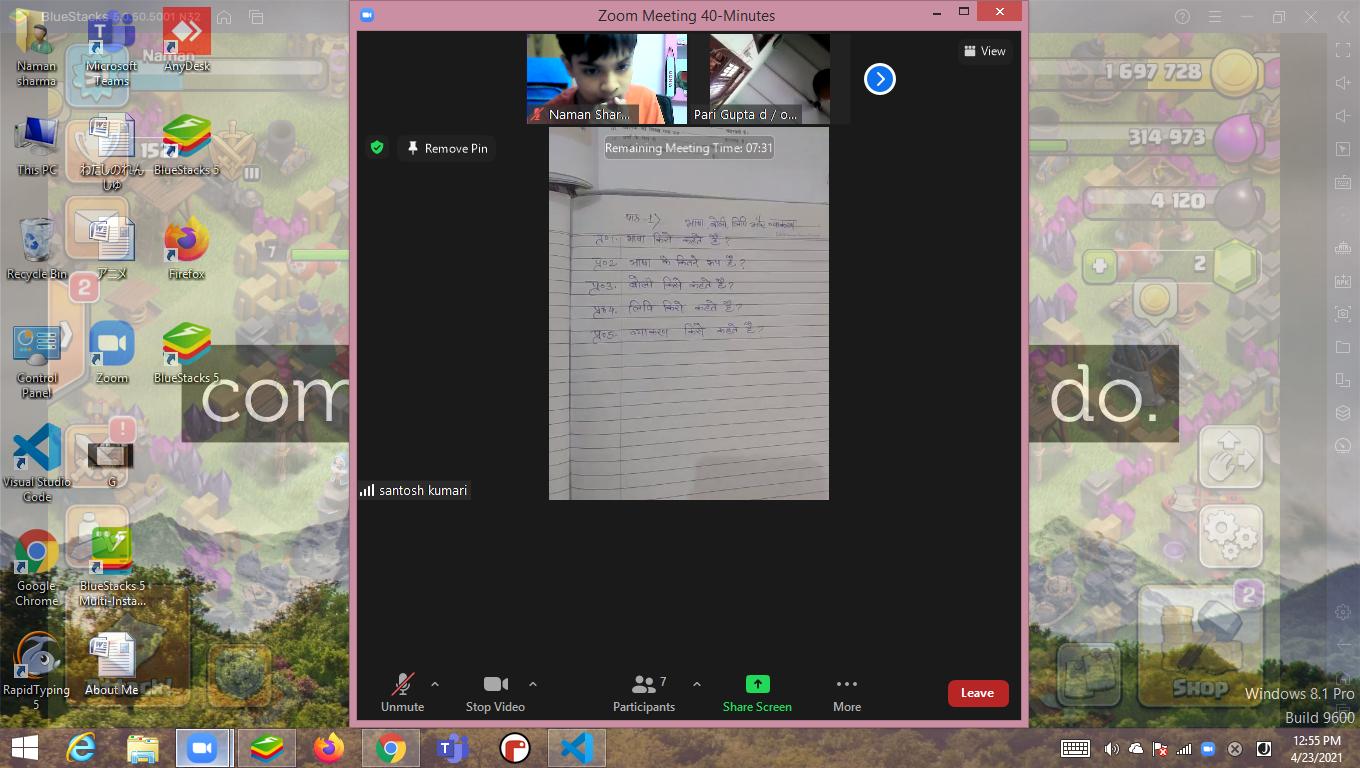 BlueStacks 5.0.50.5001 N32
Zoom Meeting 40-Minutes
Naman sharma
Microsoft Teams
AnyDesk
Naman
1 697 728
View
Naman Shar...
Pari Gupta d / o...
314 973
This PC
わたしのれんしゅ
BlueStacks 5
152
Remove Pin
Remaining Meeting Time: 07:31
4 120
पाठ-1) भाषा बोली लिपि और व्याकरण
प्र०1. भाषा किसे कहते है?
प्र०2. भाषा के कितने रूप है?
प्र०3. बोली किसे कहते है?
प्र०4. लिपि किसे कहते है?
प्र०5. व्याकरण किसे कहते है?
Recycle Bin
アニメ
Firefox
7
2
2
Control Panel
Zoom
BlueStacks 5
com
do.
Visual Studio Code
G
santosh kumari
Google Chrome
BlueStacks 5 Multi-Insta...
2
RapidTyping 5
About Me
Attack!
Shop
Unmute
Stop Video
7
Participants
Share Screen
More
Leave
Windows 8.1 Pro
Build 9600
12:55 PM
4/23/2021